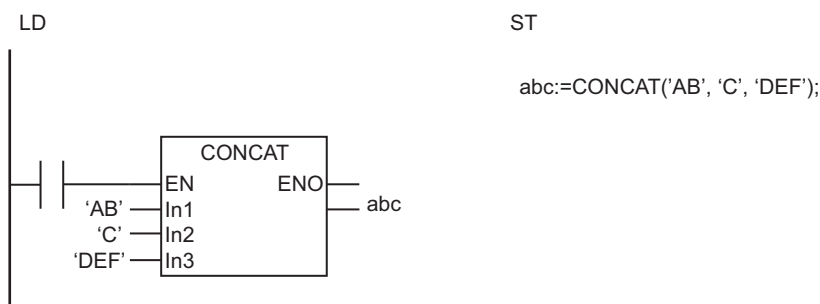 LD
ST
abc:=CONCAT('AB', ‘C’, ‘DEF’);
CONCAT
EN ENO
‘AB’ In1 abc
‘C’ In2
‘DEF’ In3